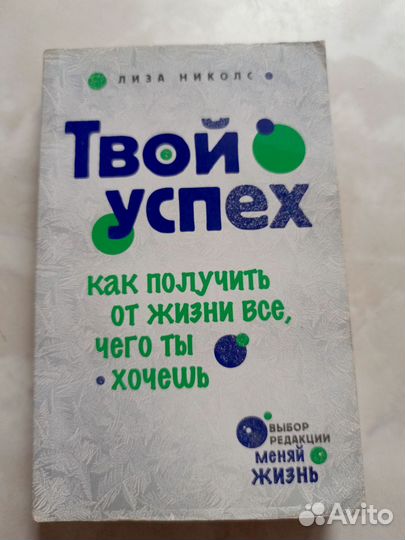 ЛИЗА НИКОЛС
ТВОЙ
УСПЕХ
КАК ПОЛУЧИТЬ
ОТ ЖИЗНИ ВСЕ,
ЧЕГО ТЫ
ХОЧЕШЬ
ВЫБОР
РЕДАКЦИИ
МЕНЯЙ
ЖИЗНЬ
Avito